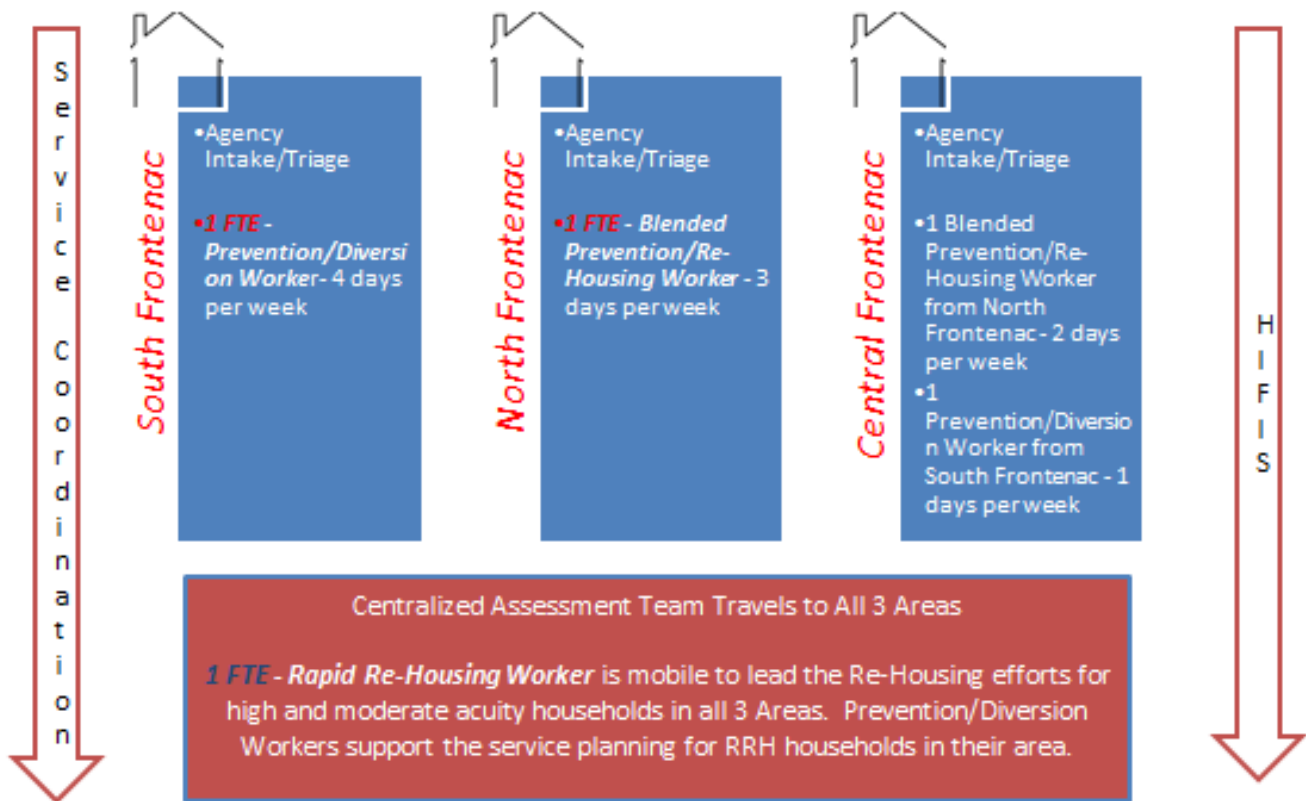 Service Coordination
South Frontenac
•Agency
Intake/Triage
•1 FTE -
Prevention/Diversi
on Worker- 4 days
per week
North Frontenac
•Agency
Intake/Triage
•1 FTE - Blended
Prevention/Re-
Housing Worker - 3
days per week
Central Frontenac
•Agency
Intake/Triage
•1 Blended
Prevention/Re-
Housing Worker
from North
Frontenac - 2 days
per week
•1
Prevention/Diversio
n Worker from
South Frontenac - 1
days per week
HIFIS
Centralized Assessment Team Travels to All 3 Areas
1 FTE - Rapid Re-Housing Worker is mobile to lead the Re-Housing efforts for
high and moderate acuity households in all 3 Areas.  Prevention/Diversion
Workers support the service planning for RRH households in their area.